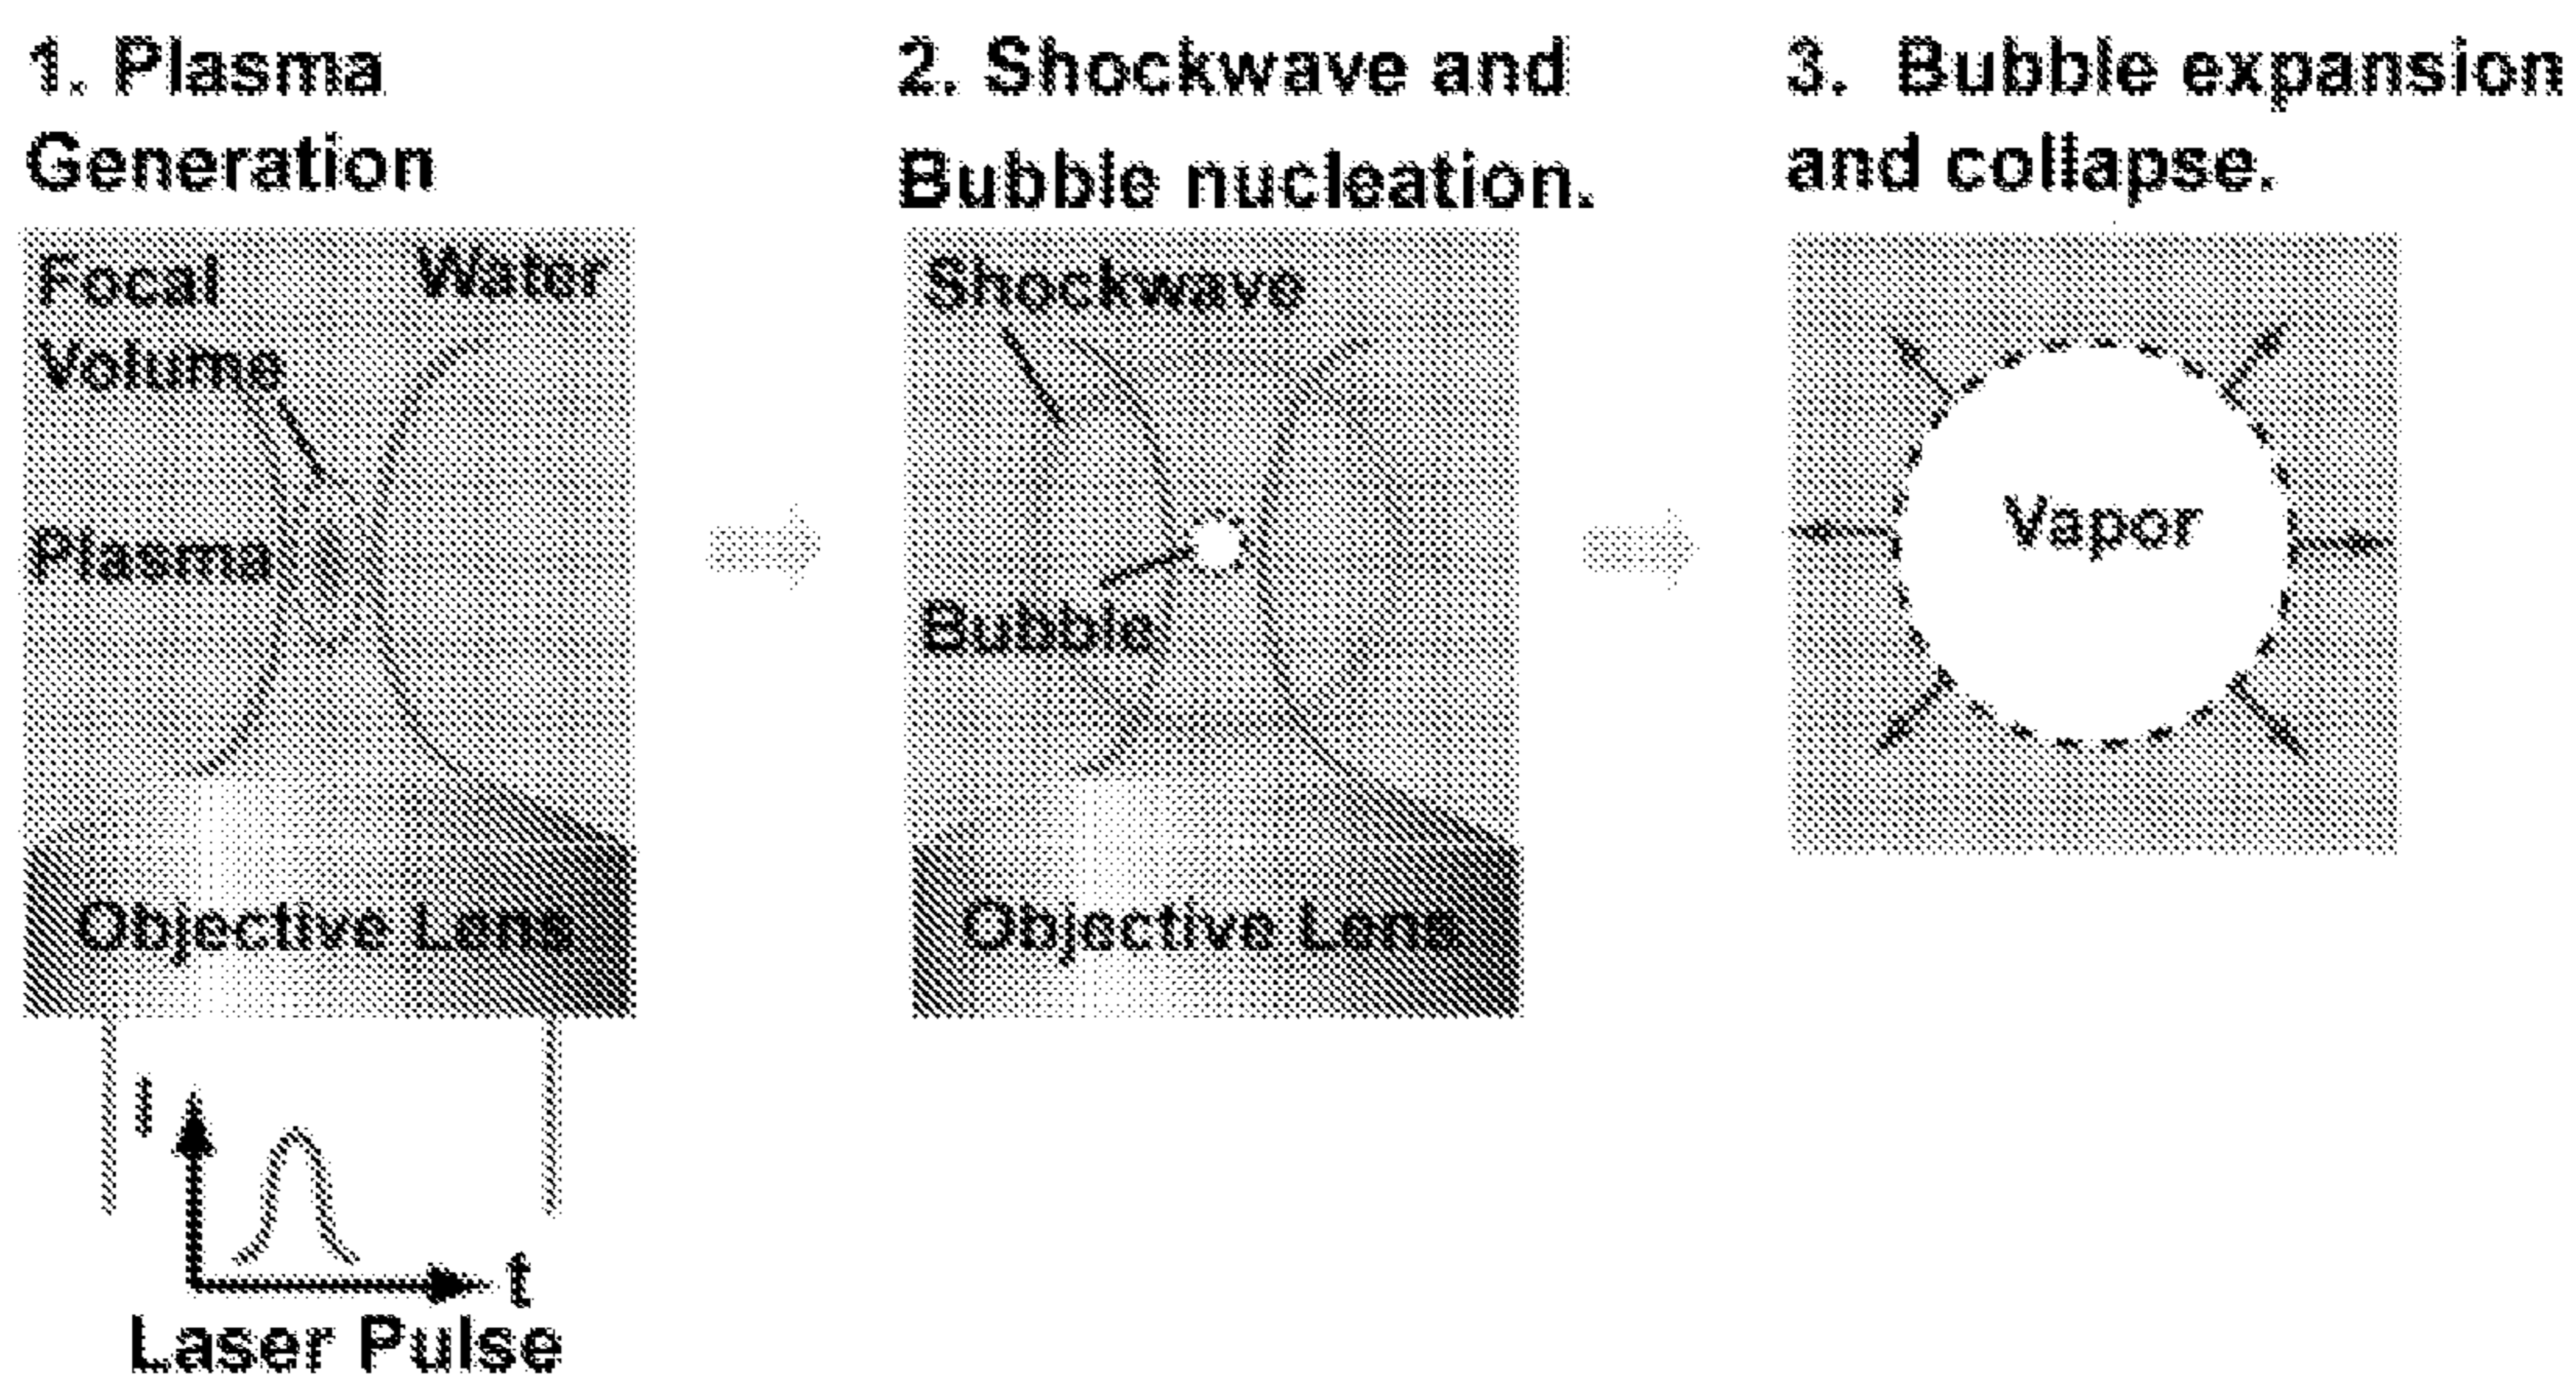 1. Plasma
Generation
Focal
Volume
Water
Plasma
Objective Lens
I
t
Laser Pulse
2. Shockwave and
Bubble nucleation.
Shockwave
Bubble
Objective Lens
3. Bubble expansion
and collapse.
Vapor